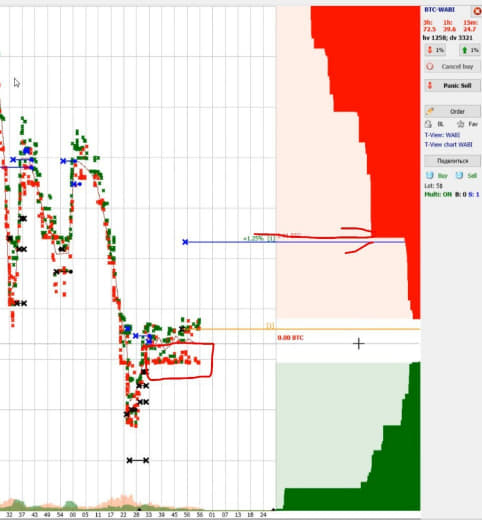 BTC-WABI
3h: 1h: 15m:
72.5 39.6 24.7
hv 1258; dv 3321
1% 1%
Cancel buy
Panic Sell
Order
BL Fav
T-View: WABI
T-View chart WABI
Поделиться
Buy Sell
Lot: 5$
Multi: ON B: 0 S: 1
+1.25% [1]
[1]
0.00 BTC
32 37 43 49 54 00 05 11 17 22 28 33 39 45 50 56 01 07 13 18 24